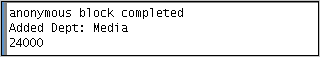 anonymous block completed
Added Dept: Media
24000